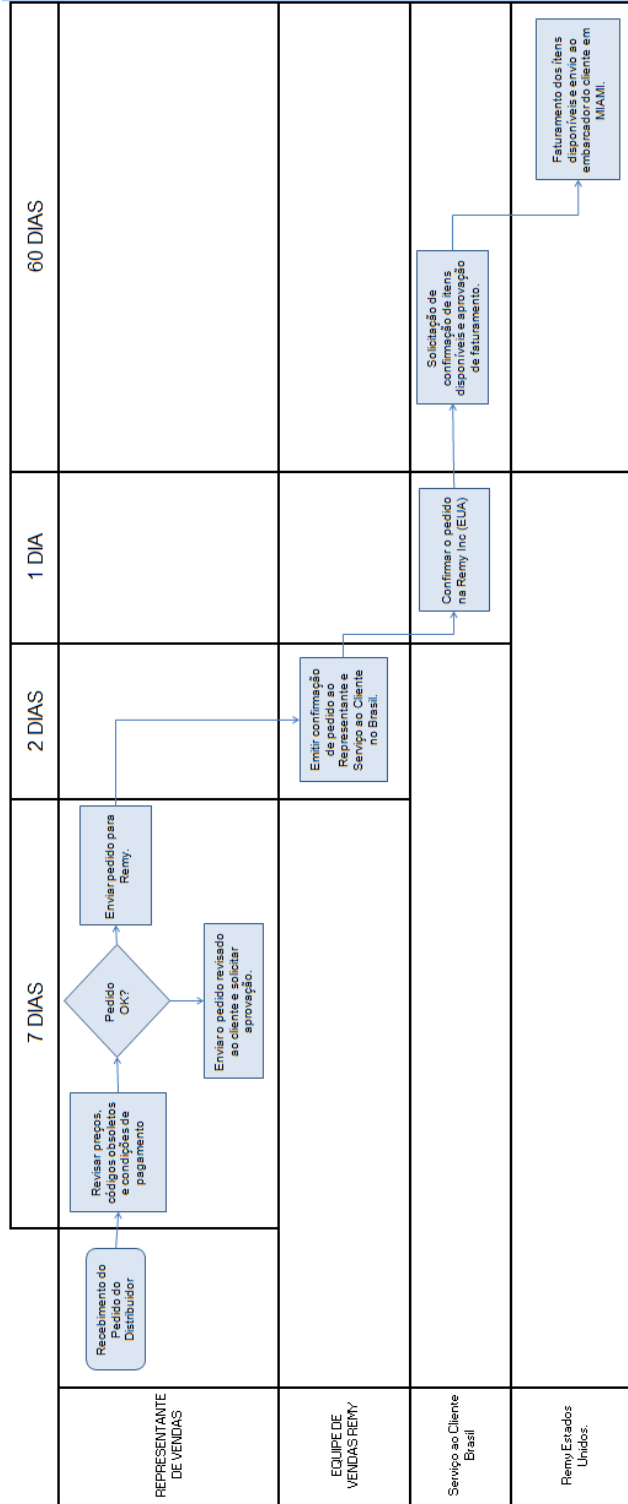 7 DIAS
2 DIAS
1 DIA
60 DIAS
REPRESENTANTE
DE VENDAS
Recebimento do
Pedido do
Distribuidor
Revisar preços,
códigos obsoletos
e condições de
pagamento
Pedido
OK?
Enviar pedido para
Remy.
Enviar o pedido revisado
ao cliente e solicitar
aprovação.
EQUIPE DE
VENDAS REMY
Emitir confirmação
de pedido ao
Representante e
Serviço ao Cliente
no Brasil.
Serviço ao Cliente
Brasil
Confirmar o pedido
na Remy Inc (EUA)
Solicitação de
confirmação de itens
disponíveis e aprovação
de faturamento.
Remy Estados
Unidos.
Faturamento dos ítens
disponíveis e envio ao
embarcador do cliente em
MIAMI.